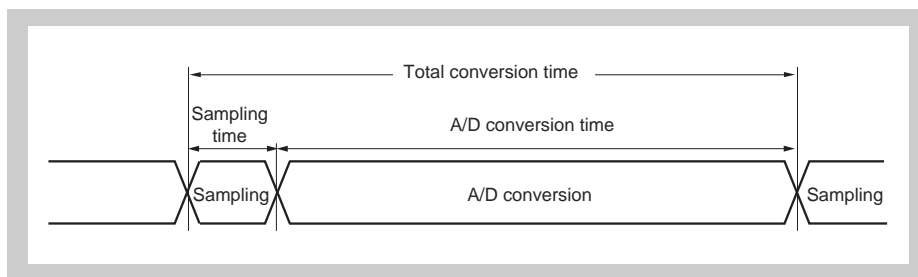 Total conversion time
Sampling
time
A/D conversion time
Sampling
A/D conversion
Sampling